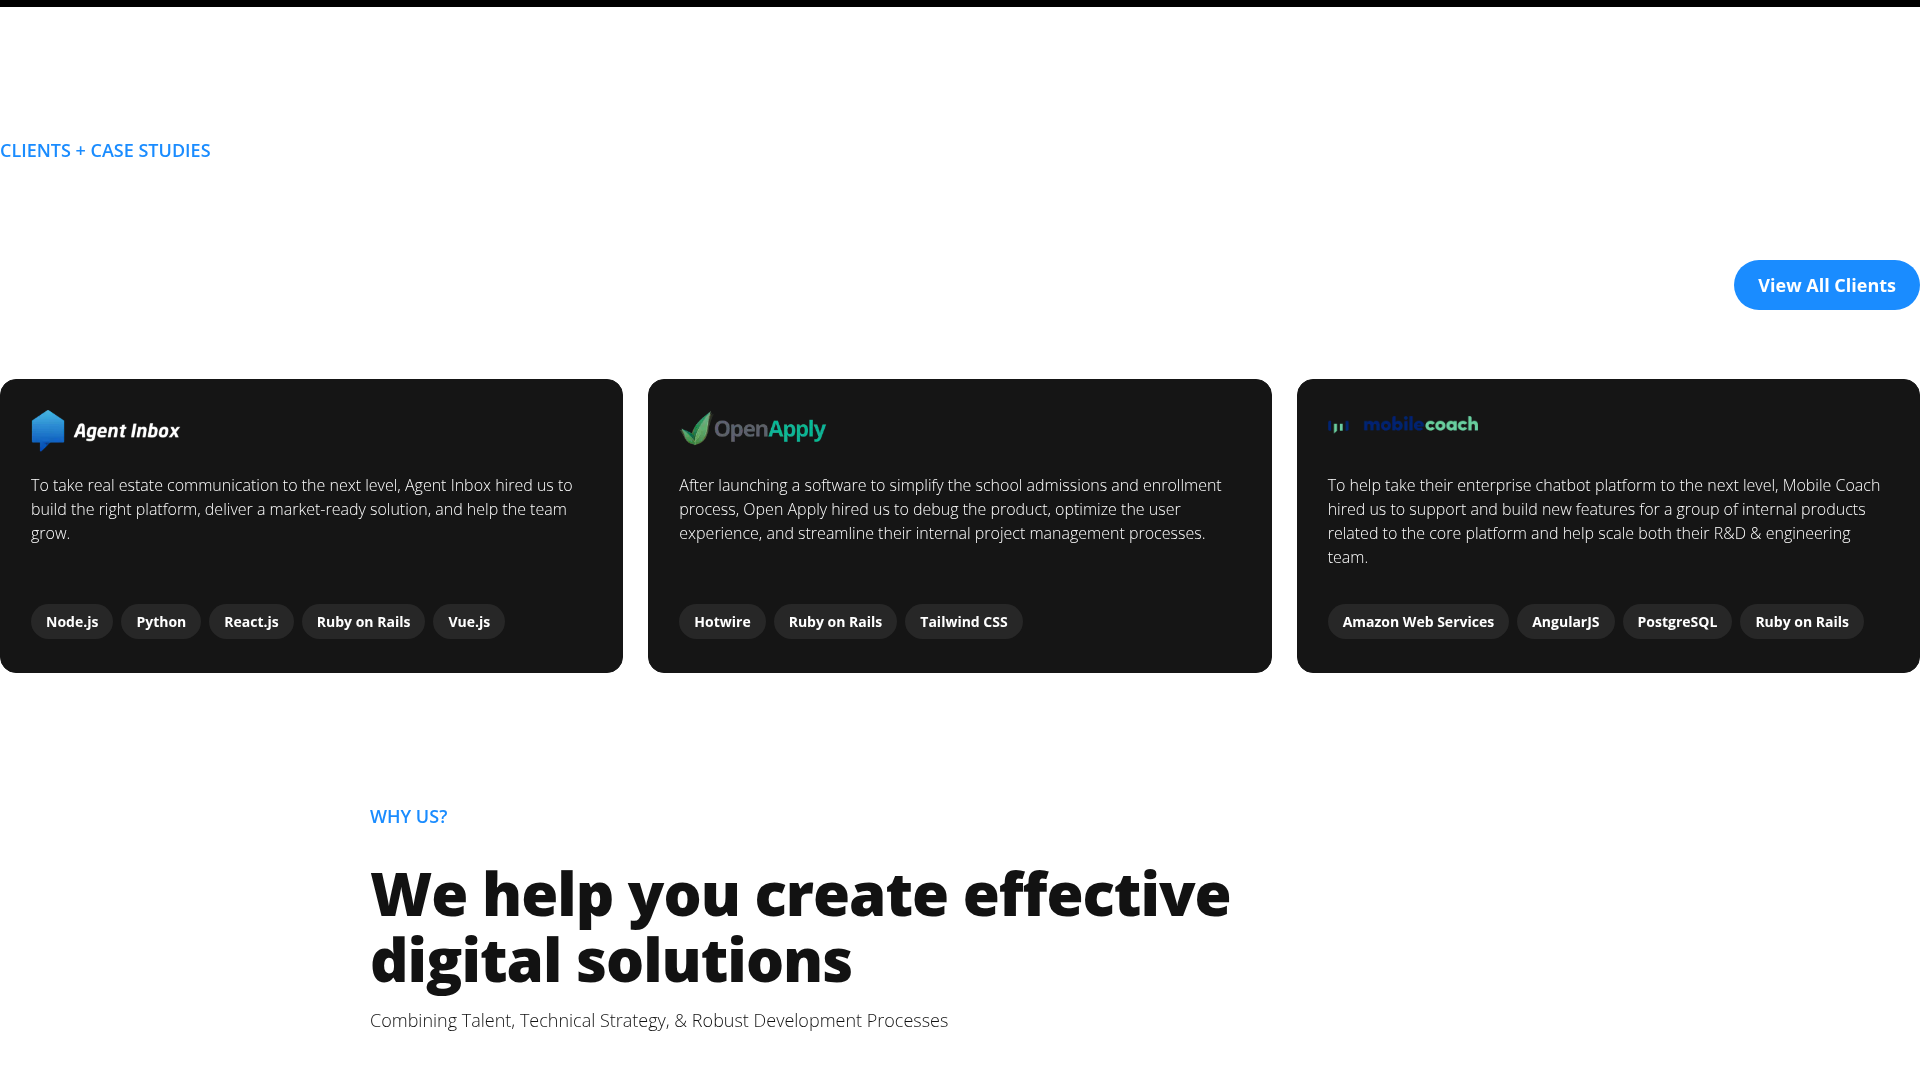 CLIENTS + CASE STUDIES
View All Clients
Agent Inbox
To take real estate communication to the next level, Agent Inbox hired us to
build the right platform, deliver a market-ready solution, and help the team
grow.
Node.js Python React.js Ruby on Rails Vue.js
OpenApply
After launching a software to simplify the school admissions and enrollment
process, Open Apply hired us to debug the product, optimize the user
experience, and streamline their internal project management processes.
Hotwire Ruby on Rails Tailwind CSS
mobilecoach
To help take their enterprise chatbot platform to the next level, Mobile Coach
hired us to support and build new features for a group of internal products
related to the core platform and help scale both their R&D & engineering
team.
Amazon Web Services AngularJS PostgreSQL Ruby on Rails
WHY US?
We help you create effective
digital solutions
Combining Talent, Technical Strategy, & Robust Development Processes